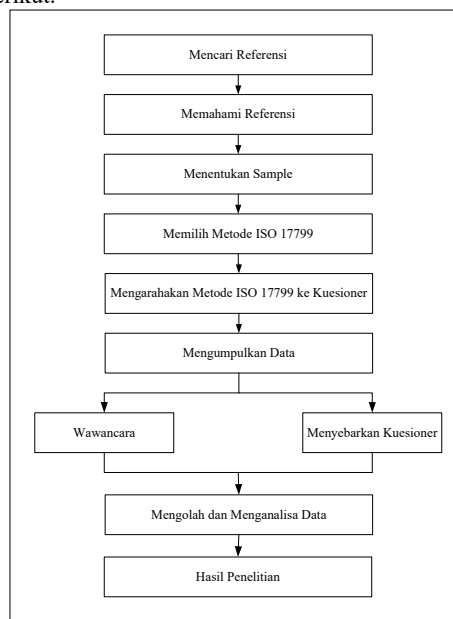 Mencari Referensi
Memahami Referensi
Menentukan Sample
Memilih Metode ISO 17799
Mengarahakan Metode ISO 17799 ke Kuesioner
Mengumpulkan Data
Wawancara
Menyebarkan Kuesioner
Mengolah dan Menganalisa Data
Hasil Penelitian